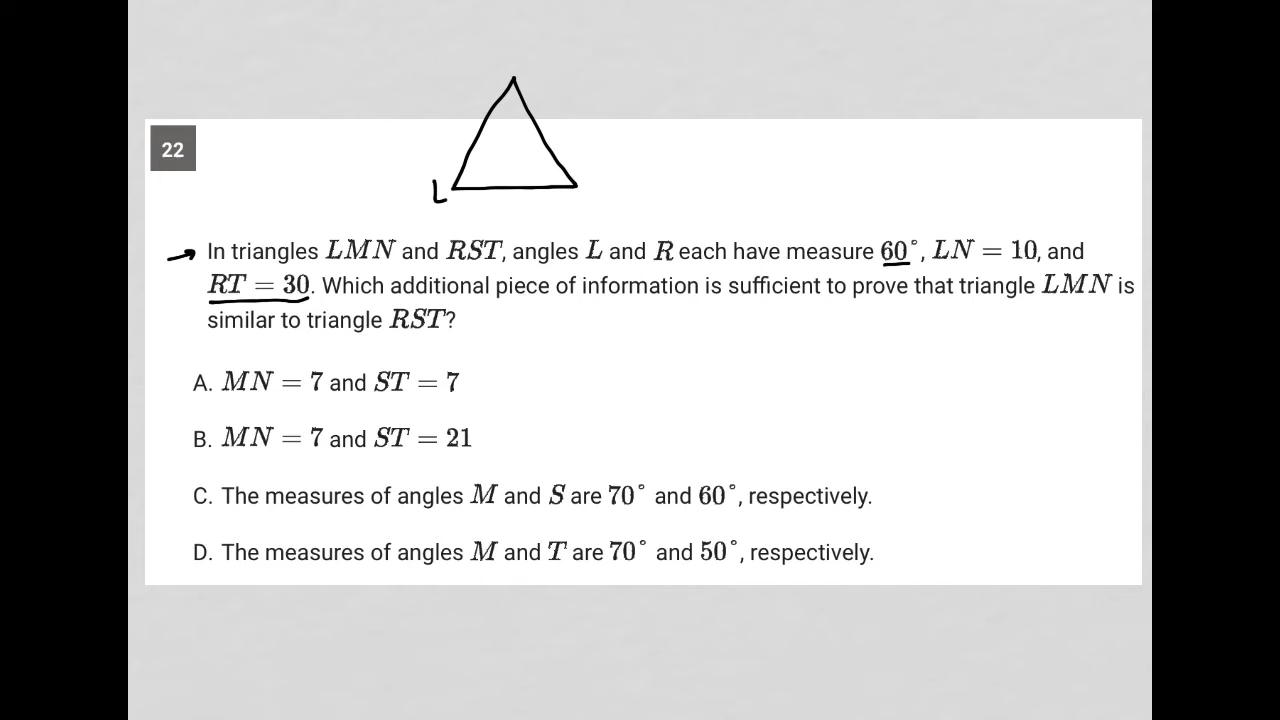 22
L
In triangles LMN and RST, angles L and R each have measure 60°, LN = 10, and
RT = 30. Which additional piece of information is sufficient to prove that triangle LMN is
similar to triangle RST?
A. MN = 7 and ST = 7
B. MN = 7 and ST = 21
C. The measures of angles M and S are 70° and 60°, respectively.
D. The measures of angles M and T are 70° and 50°, respectively.